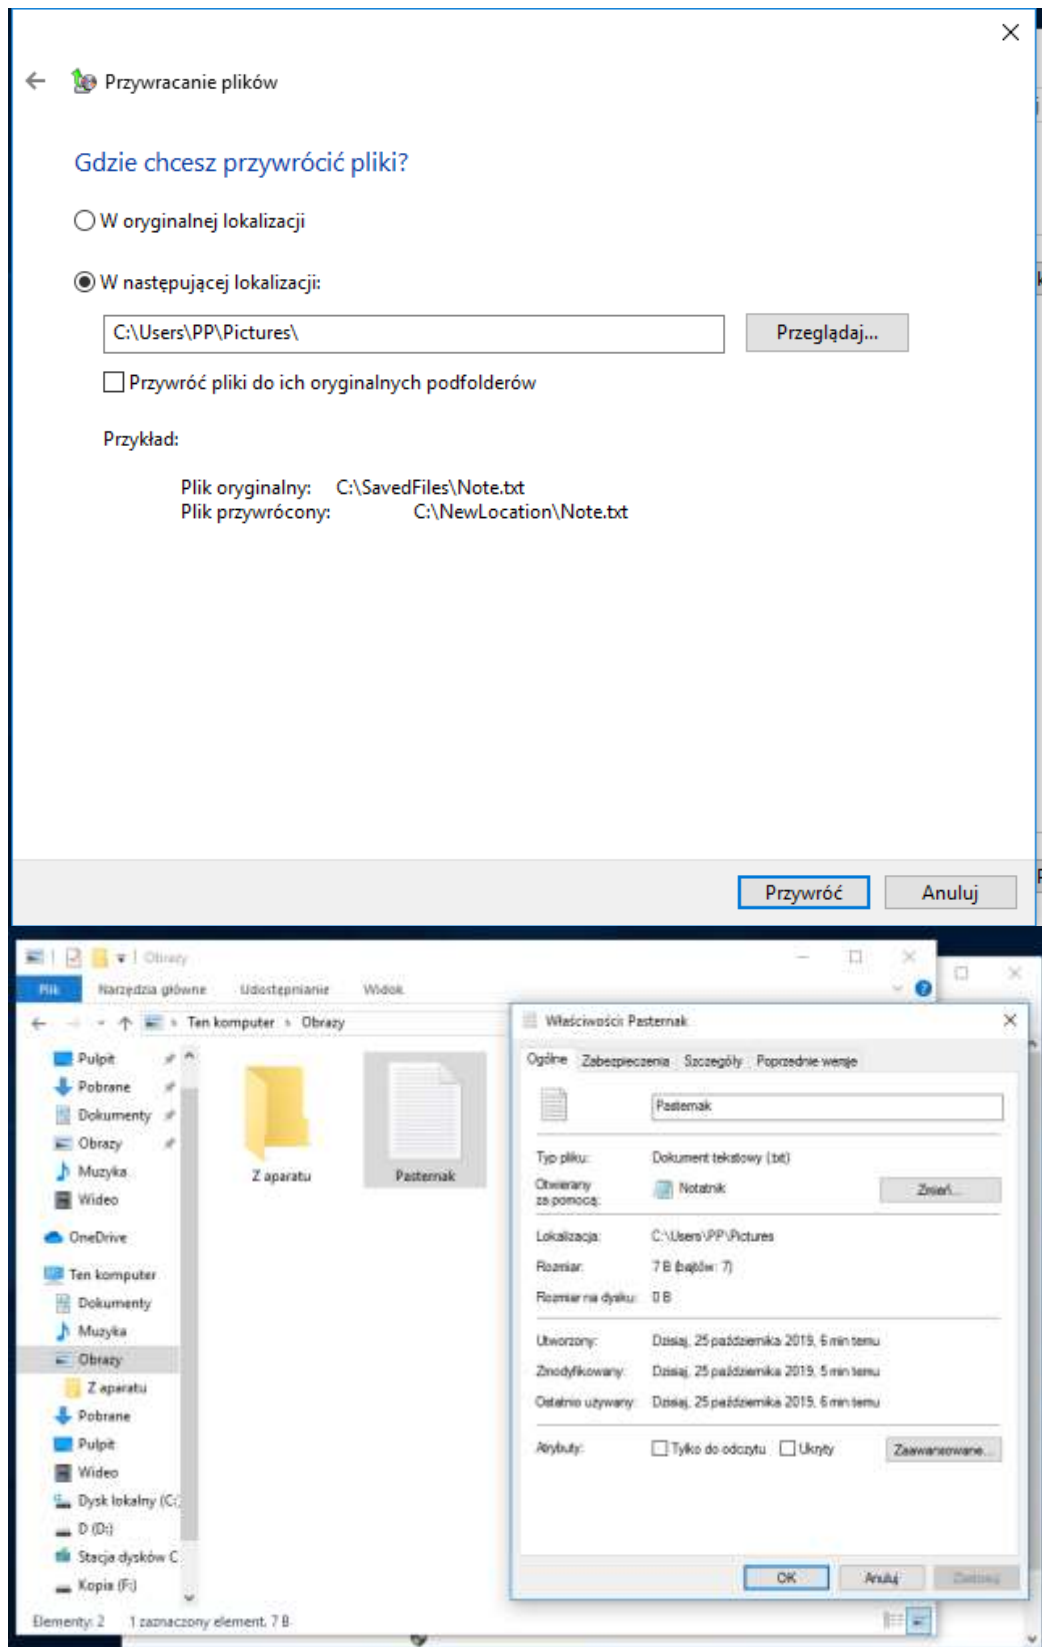 Przywracanie plików
Gdzie chcesz przywrócić pliki?
W oryginalnej lokalizacji
W następującej lokalizacji:
C:\Users\PP\Pictures\
Przeglądaj...
Przywróć pliki do ich oryginalnych podfolderów
Przykład:
Plik oryginalny: C:\SavedFiles\Note.txt
Plik przywrócony: C:\NewLocation\Note.txt
Przywróć Anuluj
Obrazy
Plik Narzędzia główne Udostępnianie Widok
Ten komputer Obrazy
Pulpit
Pobrane
Dokumenty
Obrazy
Muzyka
Wideo
OneDrive
Ten komputer
Dokumenty
Muzyka
Obrazy
Z aparatu
Pobrane
Pulpit
Wideo
Dysk lokalny (C:)
D (D:)
Stacja dysków C
Kopia (F:)
Z aparatu
Pasternak
Elementy: 2 1 zaznaczony element. 7 B
Właściwości: Pasternak
Ogólne Zabezpieczenia Szczegóły Poprzednie wersje
Pasternak
Typ pliku: Dokument tekstowy (.txt)
Otwierany
za pomocą:
Notatnik
Zmień...
Lokalizacja: C:\Users\PP\Pictures
Rozmiar: 7 B (bajtów: 7)
Rozmiar na dysku: 0 B
Utworzony: Dzisiaj, 25 października 2019, 6 min temu
Zmodyfikowany: Dzisiaj, 25 października 2019, 5 min temu
Ostatnio używany: Dzisiaj, 25 października 2019, 6 min temu
Atrybuty: Tylko do odczytu Ukryty Zaawansowane...
OK Anuluj Zastosuj